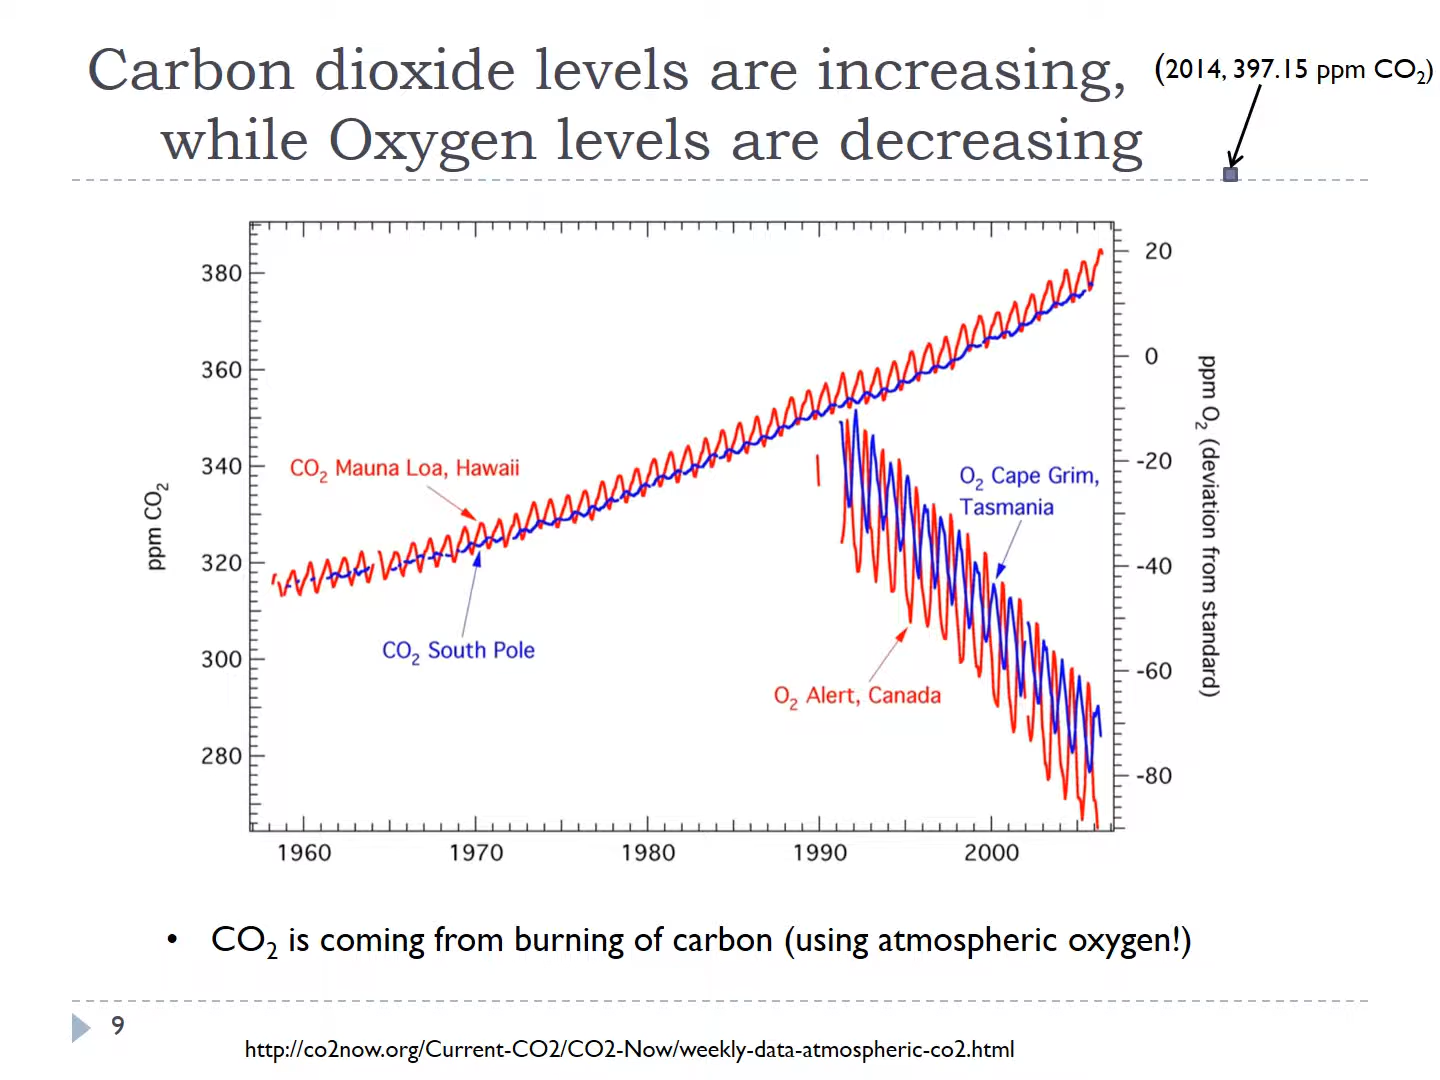 Carbon dioxide levels are increasing,
while Oxygen levels are decreasing
(2014, 397.15 ppm CO₂)
380
360
340
320
300
280
ppm CO₂
1960
1970
1980
1990
2000
20
0
-20
-40
-60
-80
ppm O₂ (deviation from standard)
CO₂ Mauna Loa, Hawaii
CO₂ South Pole
O₂ Cape Grim,
Tasmania
O₂ Alert, Canada
• CO₂ is coming from burning of carbon (using atmospheric oxygen!)
9
http://co2now.org/Current-CO2/CO2-Now/weekly-data-atmospheric-co2.html